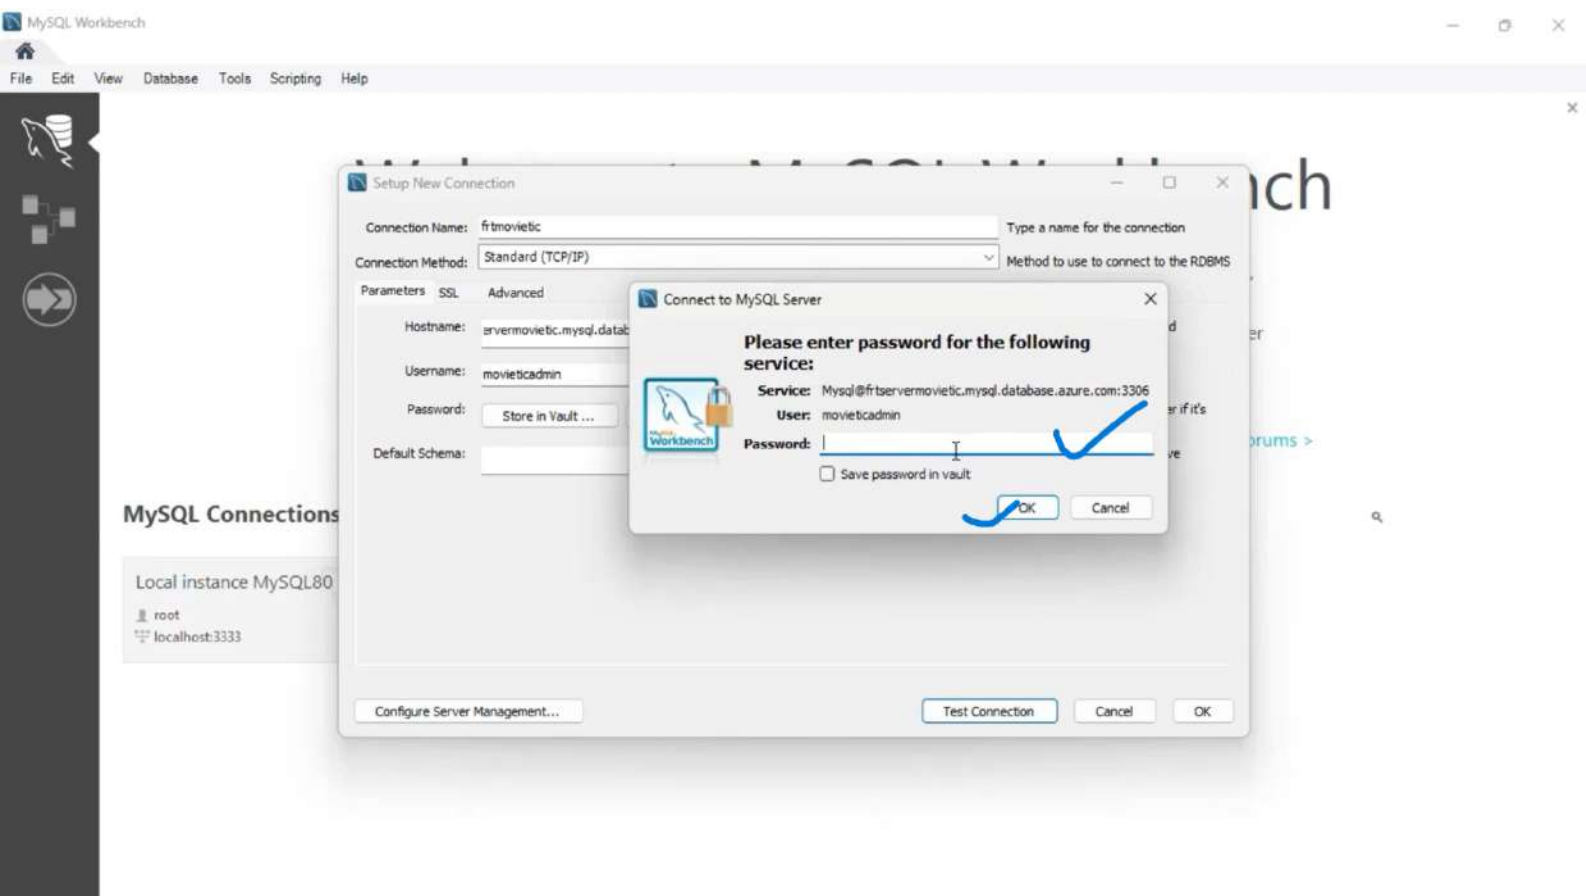 MySQL Workbench
File Edit View Database Tools Scripting Help
Setup New Connection
Connection Name: frtmovietic Type a name for the connection
Connection Method: Standard (TCP/IP) Method to use to connect to the RDBMS
Parameters SSL Advanced
Hostname: ervermovietic.mysql.datab
Username: movieticadmin
Password: Store in Vault ... er if it's
Default Schema:
Connect to MySQL Server
Please enter password for the following
service:
Service: Mysql@frtservermovietic.mysql.database.azure.com:3306
User: movieticadmin
Password:
Save password in vault
OK Cancel
orums >
MySQL Connections
Local instance MySQL80
root
localhost:3333
Configure Server Management... Test Connection Cancel OK